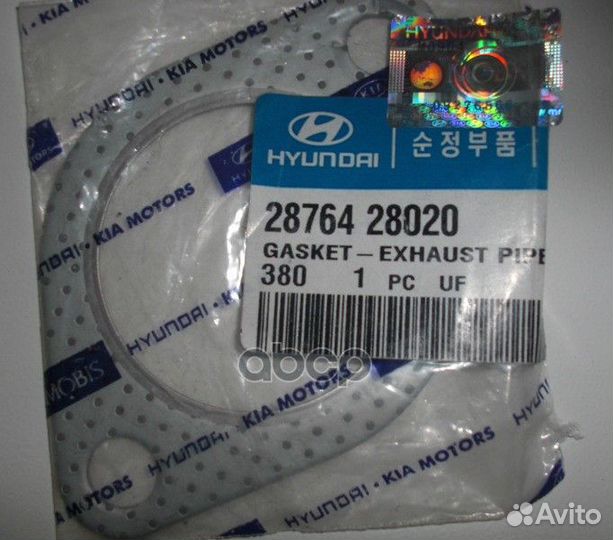 HYUNDAI
HYUNDAI · KIA MOTORS
HYUNDAI 순정부품
28764 28020
GASKET – EXHAUST PIPE
380 1 PC UF
KIA MOTORS
HYUNDAI · KIA MOTORS
abcp
HYUNDAI · KIA MOTORS
MOBIS
HYUNDAI · KIA MOTORS
Avito